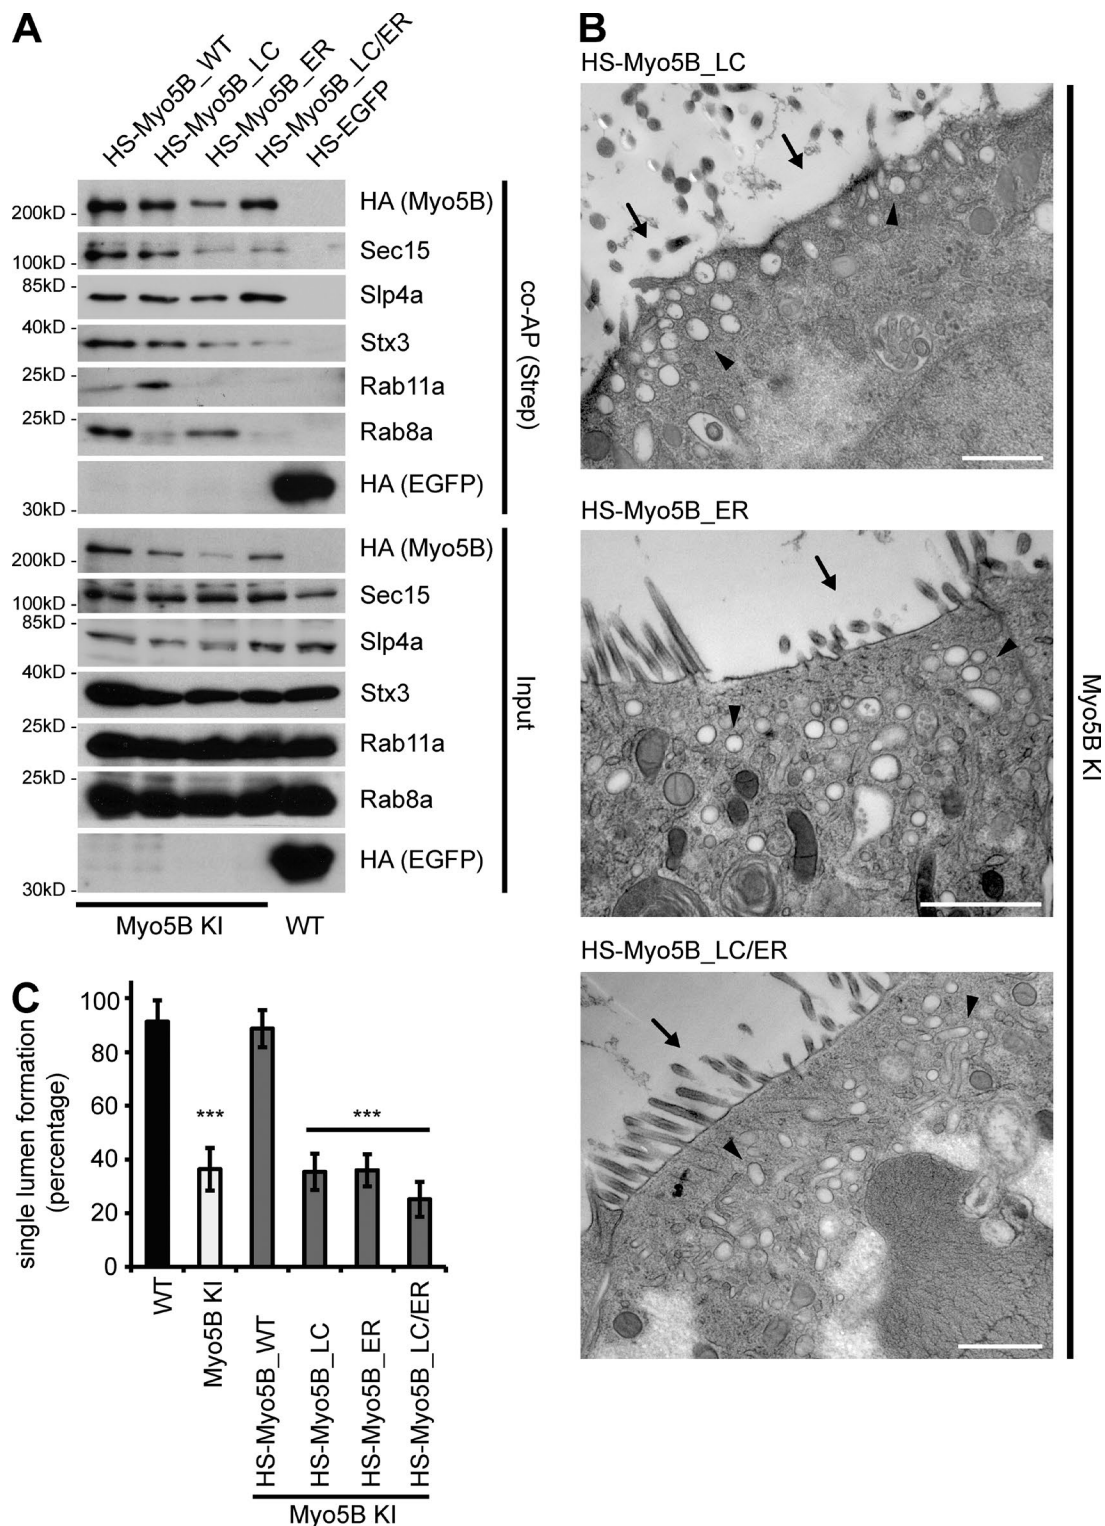 A
HS-Myo5B_WT
HS-Myo5B_LC
HS-Myo5B_ER
HS-Myo5B_LC/ER
HS-EGFP
200kD - HA (Myo5B)
100kD - Sec15
85kD - Slp4a
40kD - Stx3
25kD - Rab11a
25kD - Rab8a
30kD - HA (EGFP)
co-AP (Strep)
200kD - HA (Myo5B)
100kD - Sec15
85kD - Slp4a
40kD - Stx3
25kD - Rab11a
25kD - Rab8a
30kD - HA (EGFP)
Input
Myo5B KI WT
B
HS-Myo5B_LC
HS-Myo5B_ER
HS-Myo5B_LC/ER
Myo5B KI
C
single lumen formation
(percentage)
100
80
60
40
20
0
*** ***
WT
Myo5B KI
HS-Myo5B_WT
HS-Myo5B_LC
HS-Myo5B_ER
HS-Myo5B_LC/ER
Myo5B KI